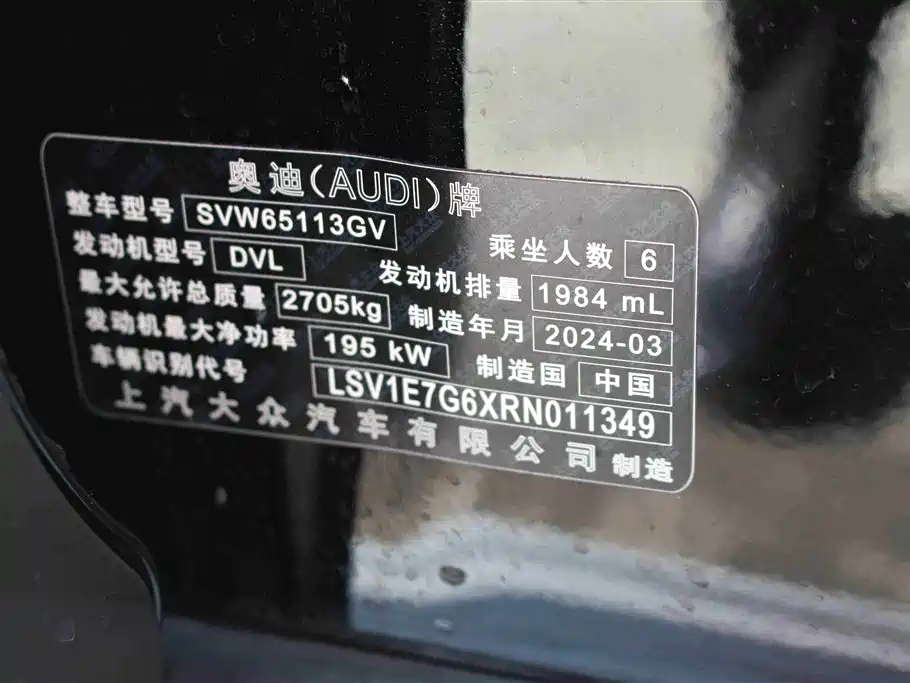 奥迪(AUDI)牌
整车型号 SVW65113GV 乘坐人数 6
发动机型号 DVL 发动机排量 1984 mL
最大允许总质量 2705kg 制造年月 2024-03
发动机最大净功率 195 kW 制造国 中国
车辆识别代号 LSV1E7G6XRN011349
上汽大众汽车有限公司 制造